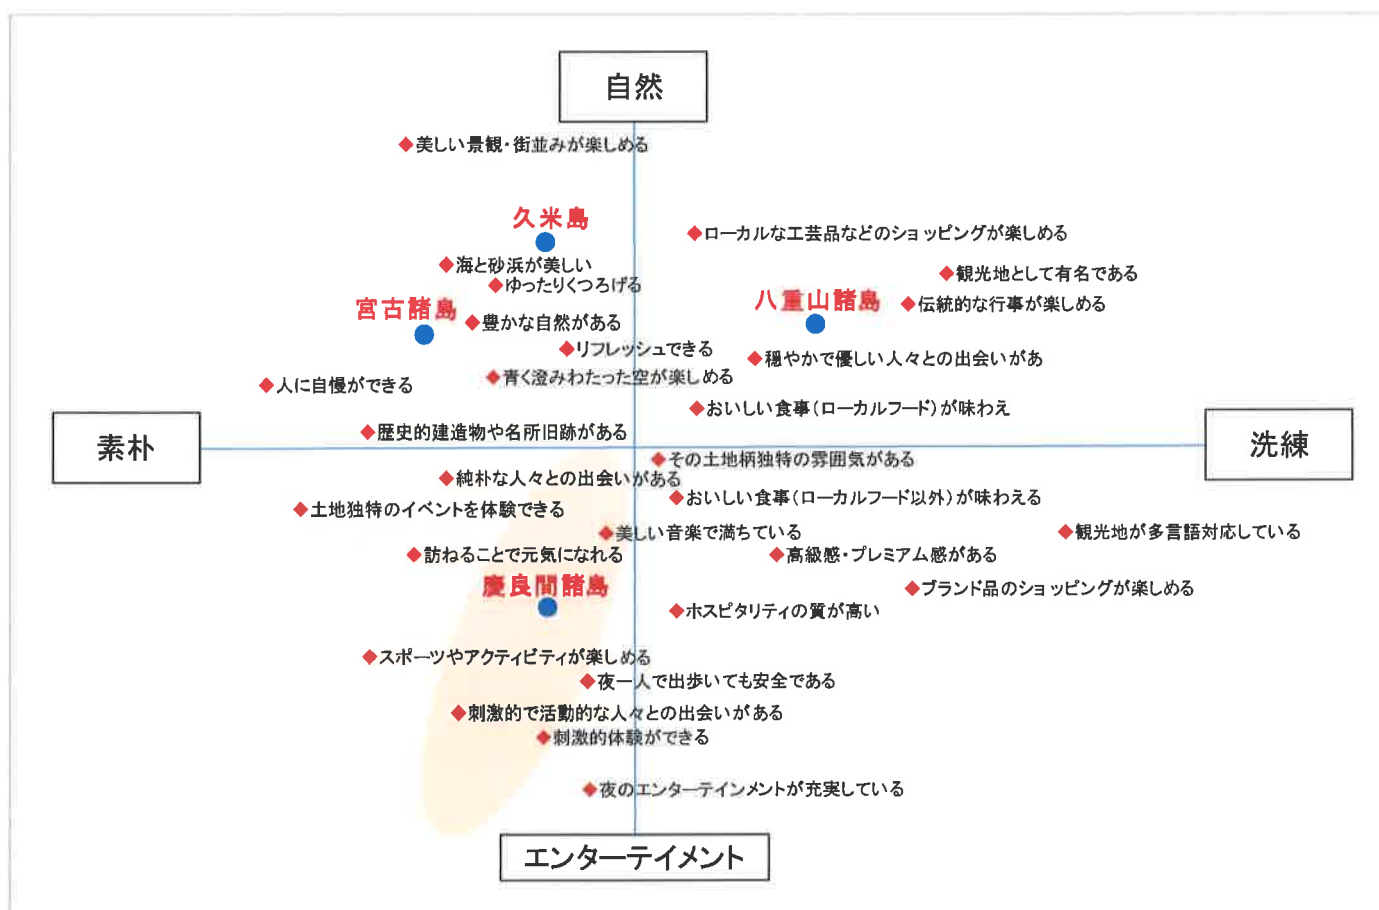 自然
美しい景観・街並みが楽しめる
久米島
ローカルな工芸品などのショッピングが楽しめる
海と砂浜が美しい
観光地として有名である
ゆったりくつろげる
八重山諸島
伝統的な行事が楽しめる
宮古諸島
豊かな自然がある
リフレッシュできる
穏やかで優しい人々との出会いがあ
青く澄みわたった空が楽しめる
人に自慢ができる
おいしい食事(ローカルフード)が味わえ
歴史的建造物や名所旧跡がある
素朴
洗練
その土地柄独特の雰囲気がある
純朴な人々との出会いがある
おいしい食事(ローカルフード以外)が味わえる
土地独特のイベントを体験できる
美しい音楽で満ちている
観光地が多言語対応している
訪ねることで元気になれる
高級感・プレミアム感がある
慶良間諸島
ブランド品のショッピングが楽しめる
ホスピタリティの質が高い
スポーツやアクティビティが楽しめる
夜一人で出歩いても安全である
刺激的で活動的な人々との出会いがある
刺激的体験ができる
夜のエンターテインメントが充実している
エンターテイメント